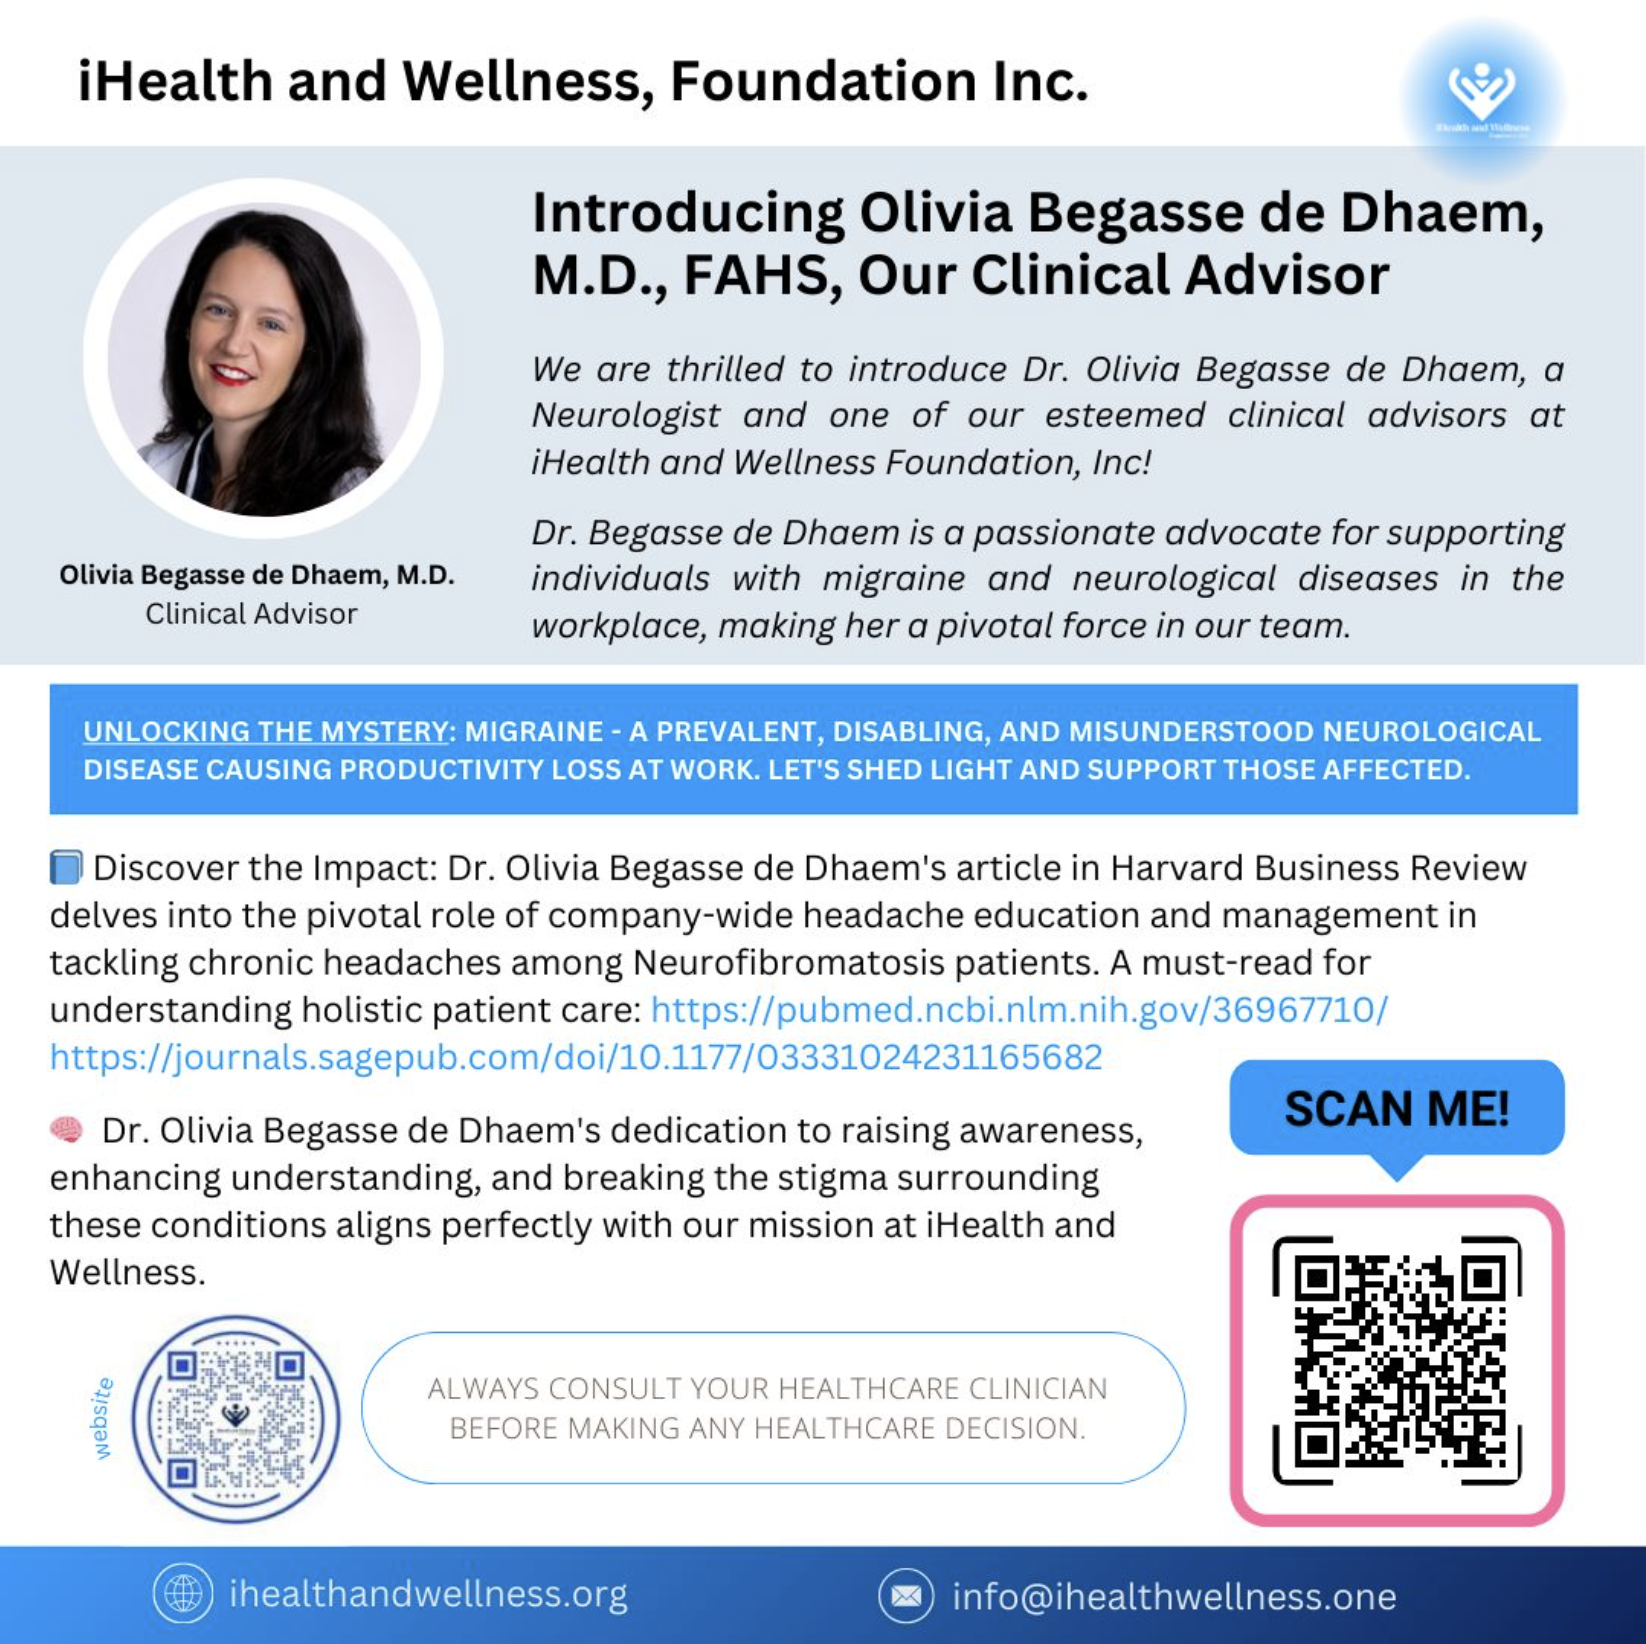 iHealth and Wellness, Foundation Inc.
iHealth and Wellness
Introducing Olivia Begasse de Dhaem,
M.D., FAHS, Our Clinical Advisor
We are thrilled to introduce Dr. Olivia Begasse de Dhaem, a
Neurologist and one of our esteemed clinical advisors at
iHealth and Wellness Foundation, Inc!
Dr. Begasse de Dhaem is a passionate advocate for supporting
individuals with migraine and neurological diseases in the
workplace, making her a pivotal force in our team.
Olivia Begasse de Dhaem, M.D.
Clinical Advisor
UNLOCKING THE MYSTERY: MIGRAINE - A PREVALENT, DISABLING, AND MISUNDERSTOOD NEUROLOGICAL
DISEASE CAUSING PRODUCTIVITY LOSS AT WORK. LET'S SHED LIGHT AND SUPPORT THOSE AFFECTED.
Discover the Impact: Dr. Olivia Begasse de Dhaem's article in Harvard Business Review
delves into the pivotal role of company-wide headache education and management in
tackling chronic headaches among Neurofibromatosis patients. A must-read for
understanding holistic patient care: https://pubmed.ncbi.nlm.nih.gov/36967710/
https://journals.sagepub.com/doi/10.1177/03331024231165682
Dr. Olivia Begasse de Dhaem's dedication to raising awareness,
enhancing understanding, and breaking the stigma surrounding
these conditions aligns perfectly with our mission at iHealth and
Wellness.
SCAN ME!
website
ALWAYS CONSULT YOUR HEALTHCARE CLINICIAN
BEFORE MAKING ANY HEALTHCARE DECISION.
ihealthandwellness.org
info@ihealthwellness.one